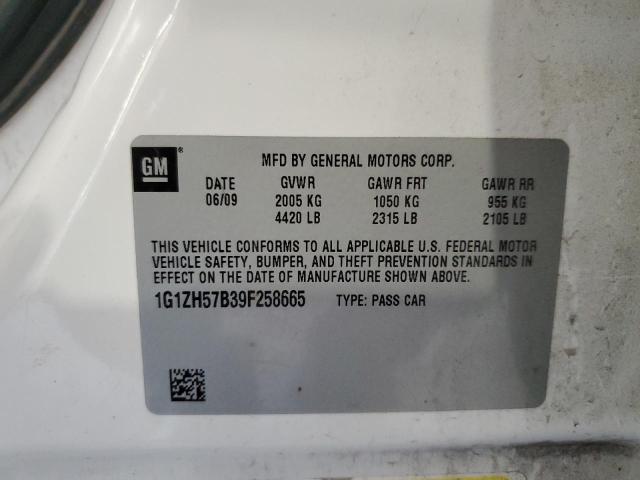 GM ®
MFD BY GENERAL MOTORS CORP.
DATE GVWR GAWR FRT GAWR RR
06/09 2005 KG 1050 KG 955 KG
4420 LB 2315 LB 2105 LB
THIS VEHICLE CONFORMS TO ALL APPLICABLE U.S. FEDERAL MOTOR
VEHICLE SAFETY, BUMPER, AND THEFT PREVENTION STANDARDS IN
EFFECT ON THE DATE OF MANUFACTURE SHOWN ABOVE.
1G1ZH57B39F258665 TYPE: PASS CAR